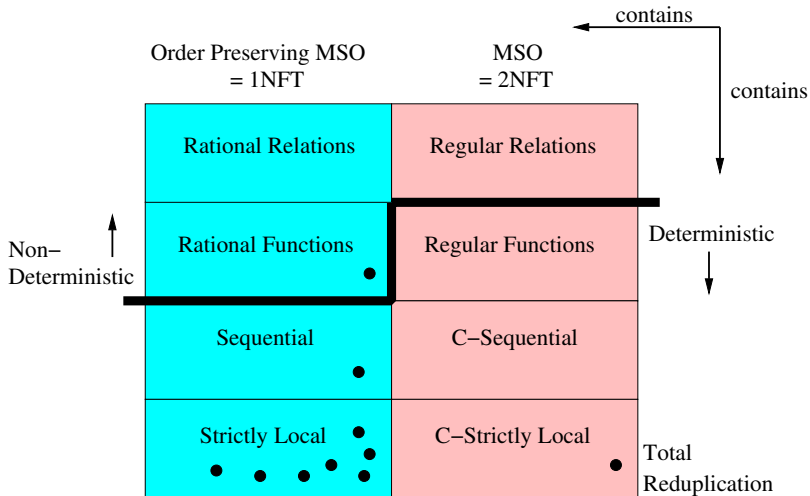 contains
Order Preserving MSO
= 1NFT
MSO
= 2NFT
contains
Rational Relations
Regular Relations
Non-
Deterministic
Rational Functions
Regular Functions
Deterministic
Sequential
C-Sequential
Strictly Local
C-Strictly Local
Total
Reduplication